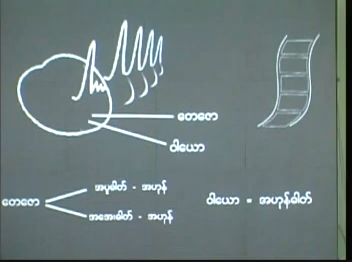 တေဇော
ဝါယော
တေဇော
အပူဓါတ် - အဟုန်
အအေးဓါတ် - အဟုန်
ဝါယော = အဟုန်ဓါတ်